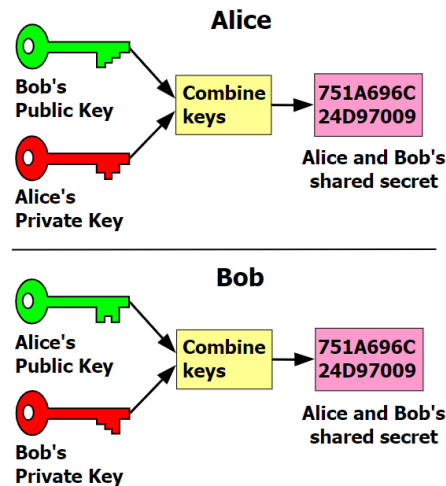 Alice
Bob's
Public Key
Combine
keys
751A696C
24D97009
Alice's
Private Key
Alice and Bob's
shared secret
Bob
Alice's
Public Key
Combine
keys
751A696C
24D97009
Bob's
Private Key
Alice and Bob's
shared secret